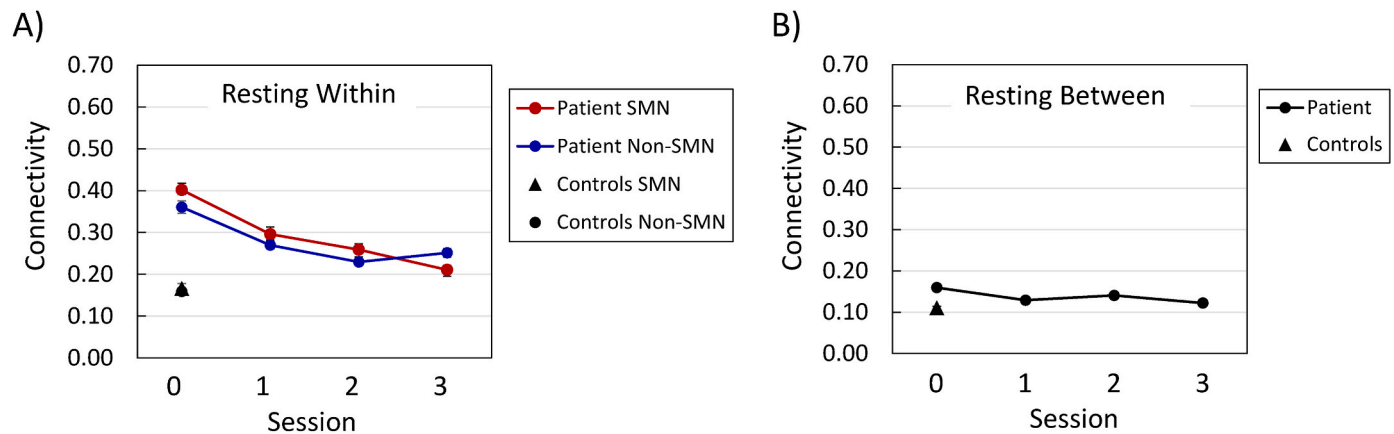 A)
Resting Within
0.70
0.60
0.50
0.40
0.30
0.20
0.10
0.00
Connectivity
0 1 2 3
Session
Patient SMN
Patient Non-SMN
Controls SMN
Controls Non-SMN
B)
Resting Between
0.70
0.60
0.50
0.40
0.30
0.20
0.10
0.00
Connectivity
0 1 2 3
Session
Patient
Controls